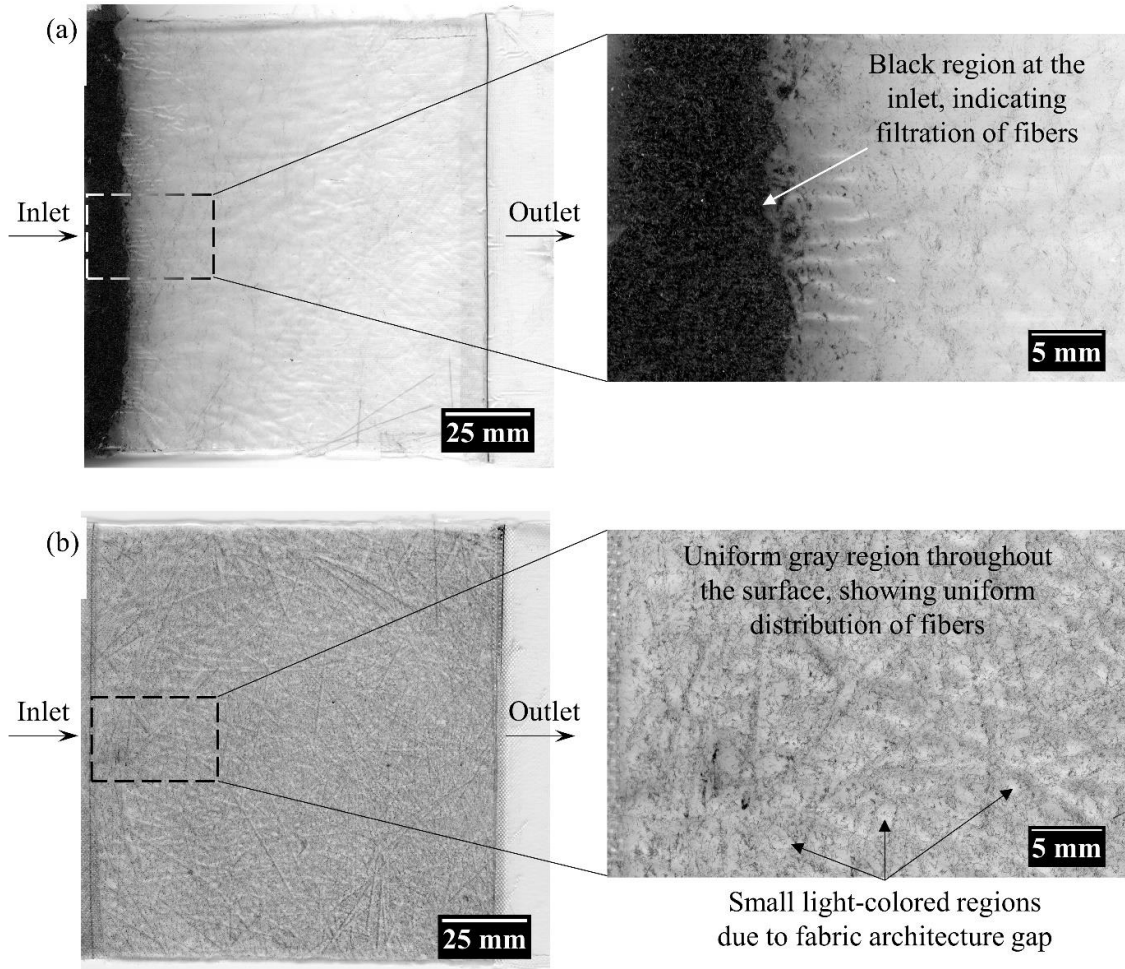 (a)
Inlet
Outlet
25 mm
Black region at the
inlet, indicating
filtration of fibers
5 mm
(b)
Inlet
Outlet
25 mm
Uniform gray region throughout
the surface, showing uniform
distribution of fibers
5 mm
Small light-colored regions
due to fabric architecture gap